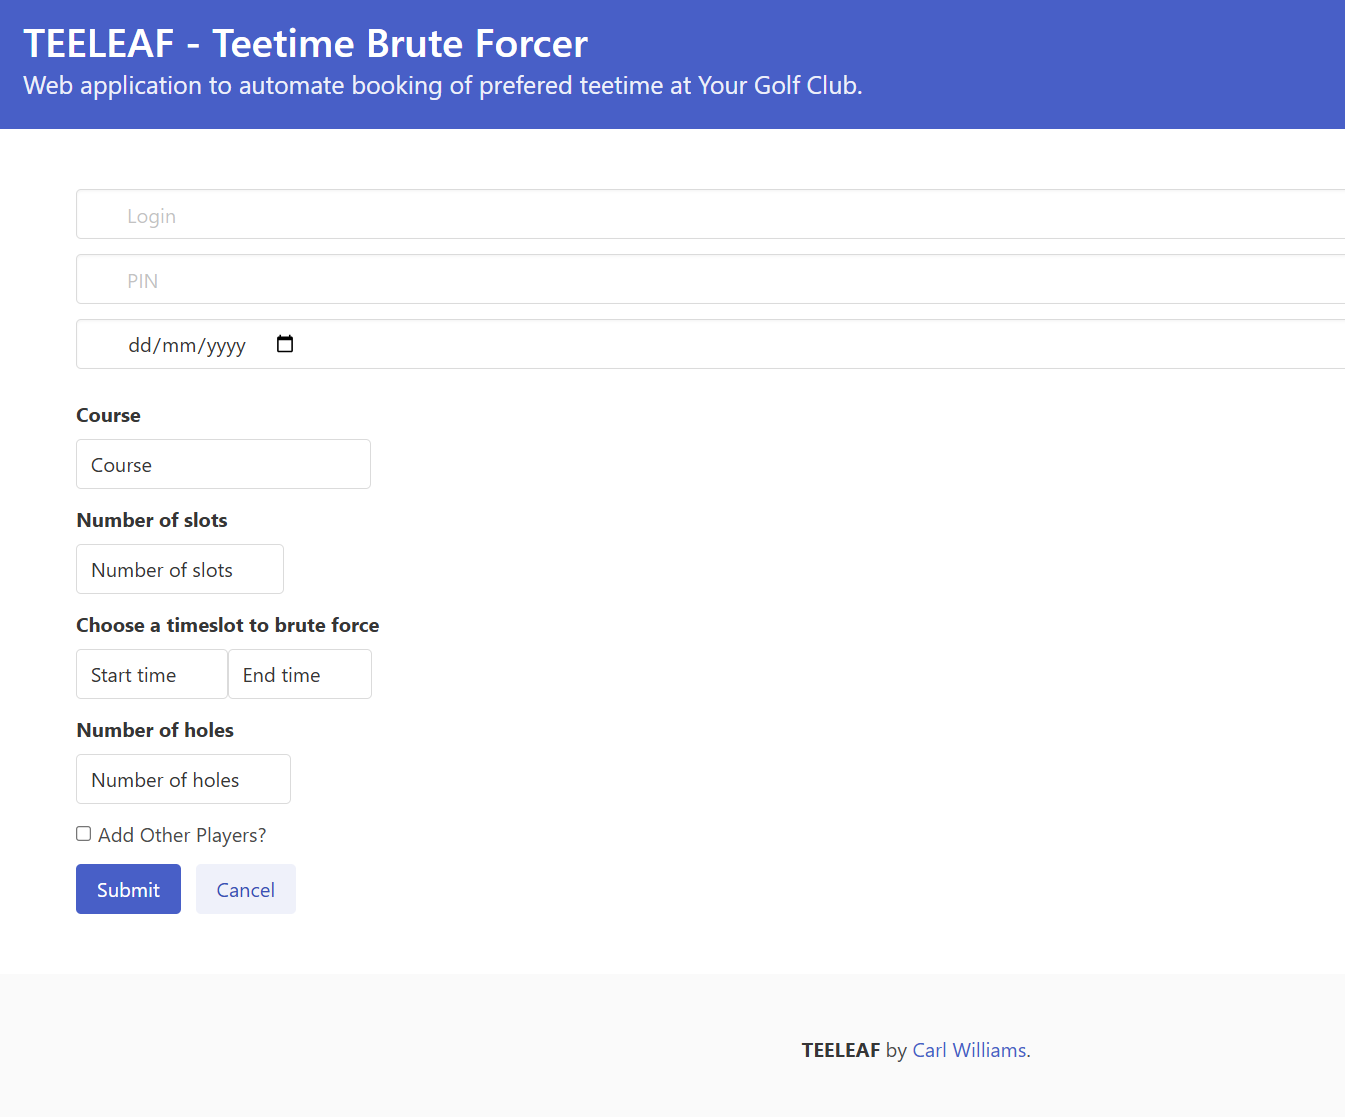 TEELEAF - Teetime Brute Forcer
Web application to automate booking of prefered teetime at Your Golf Club.
Login
PIN
dd/mm/yyyy
Course
Course
Number of slots
Number of slots
Choose a timeslot to brute force
Start time End time
Number of holes
Number of holes
Add Other Players?
Submit Cancel
TEELEAF by Carl Williams.